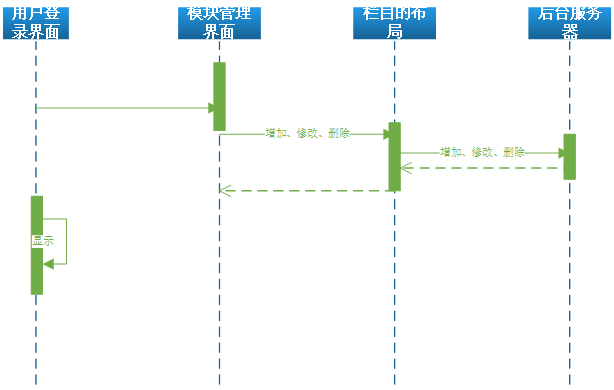 用户登
录界面
模块管理
界面
栏目的布
局
后台服务
器
增加、修改、删除
增加、修改、删除
显示